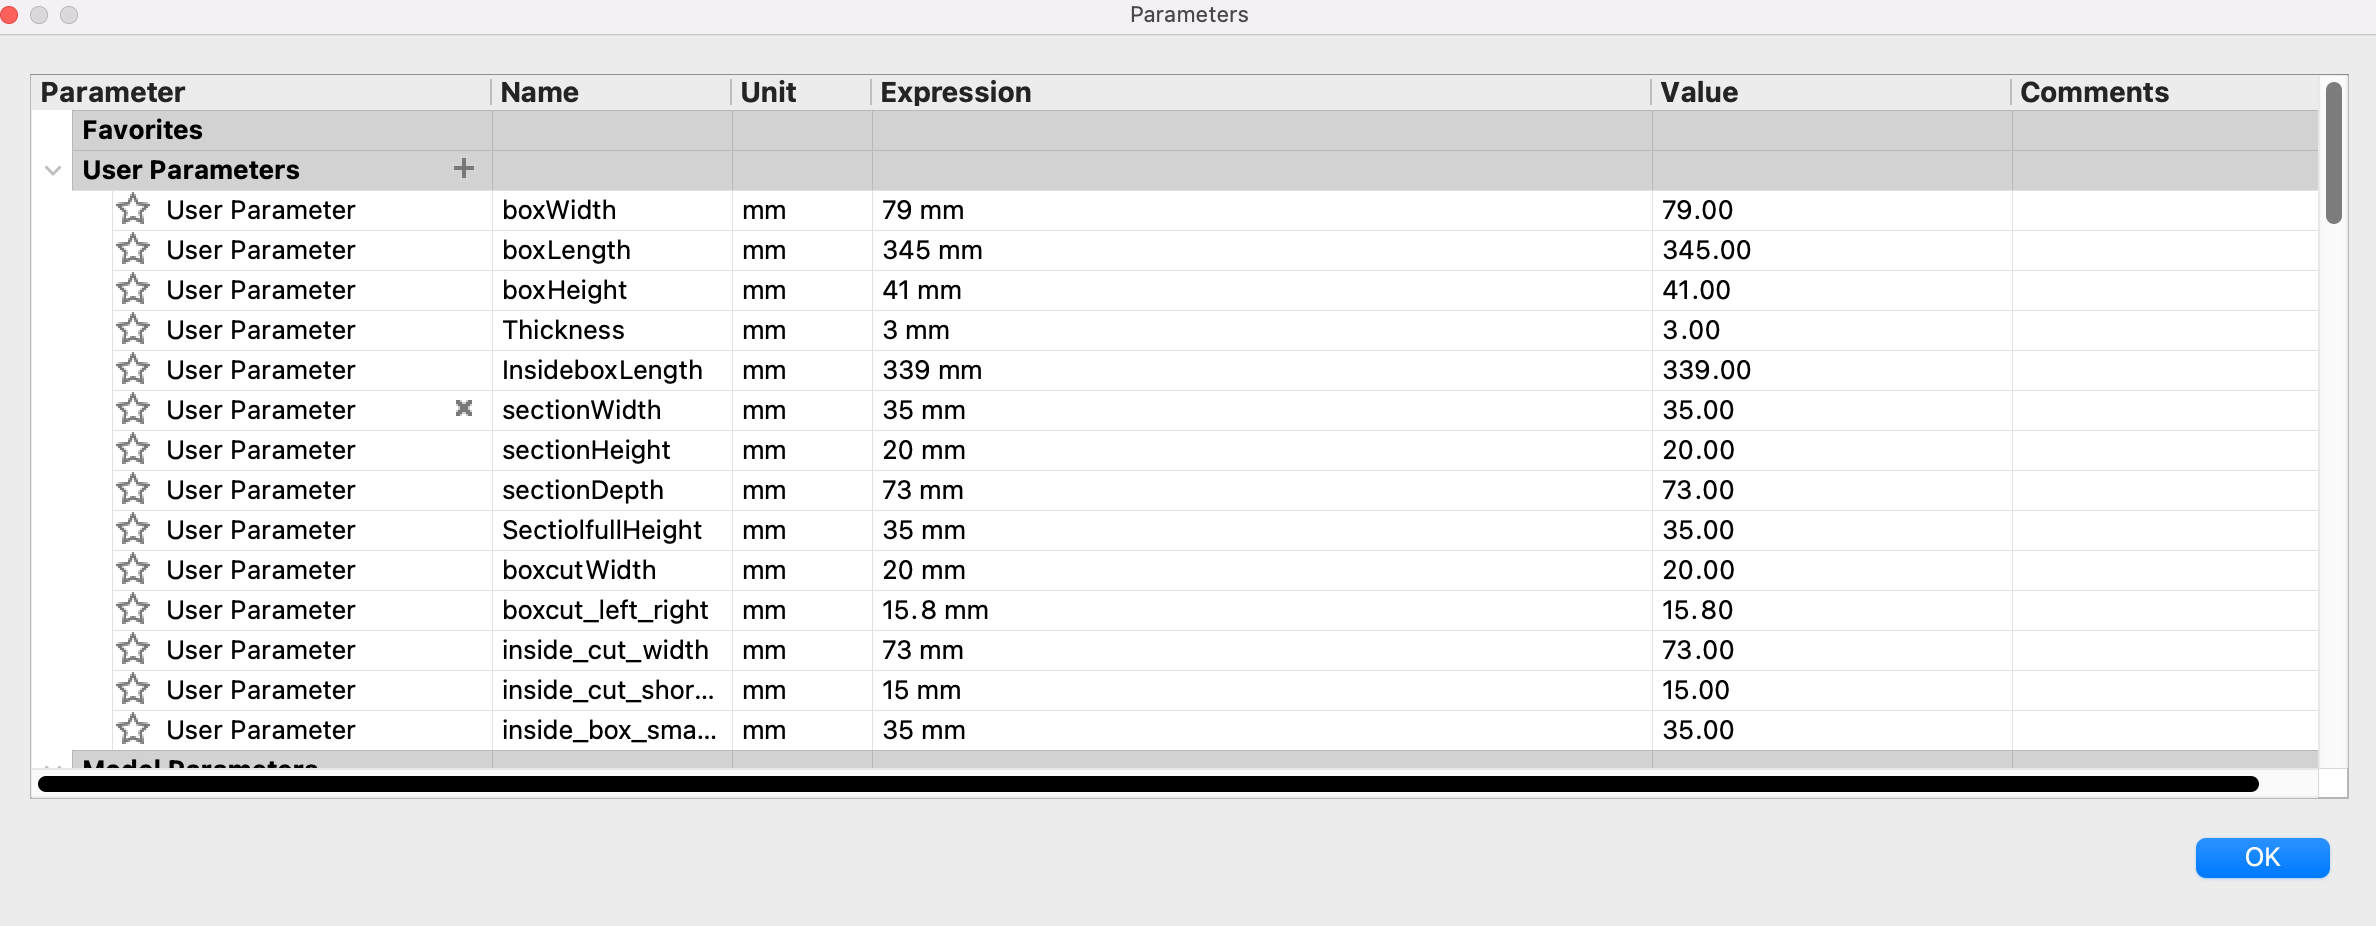 Parameters
Parameter Name Unit Expression Value Comments
Favorites
User Parameters
User Parameter boxWidth mm 79 mm 79.00
User Parameter boxLength mm 345 mm 345.00
User Parameter boxHeight mm 41 mm 41.00
User Parameter Thickness mm 3 mm 3.00
User Parameter InsideboxLength mm 339 mm 339.00
User Parameter sectionWidth mm 35 mm 35.00
User Parameter sectionHeight mm 20 mm 20.00
User Parameter sectionDepth mm 73 mm 73.00
User Parameter SectiolfullHeight mm 35 mm 35.00
User Parameter boxcutWidth mm 20 mm 20.00
User Parameter boxcut_left_right mm 15.8 mm 15.80
User Parameter inside_cut_width mm 73 mm 73.00
User Parameter inside_cut_shor... mm 15 mm 15.00
User Parameter inside_box_sma... mm 35 mm 35.00
Model Parameters
OK